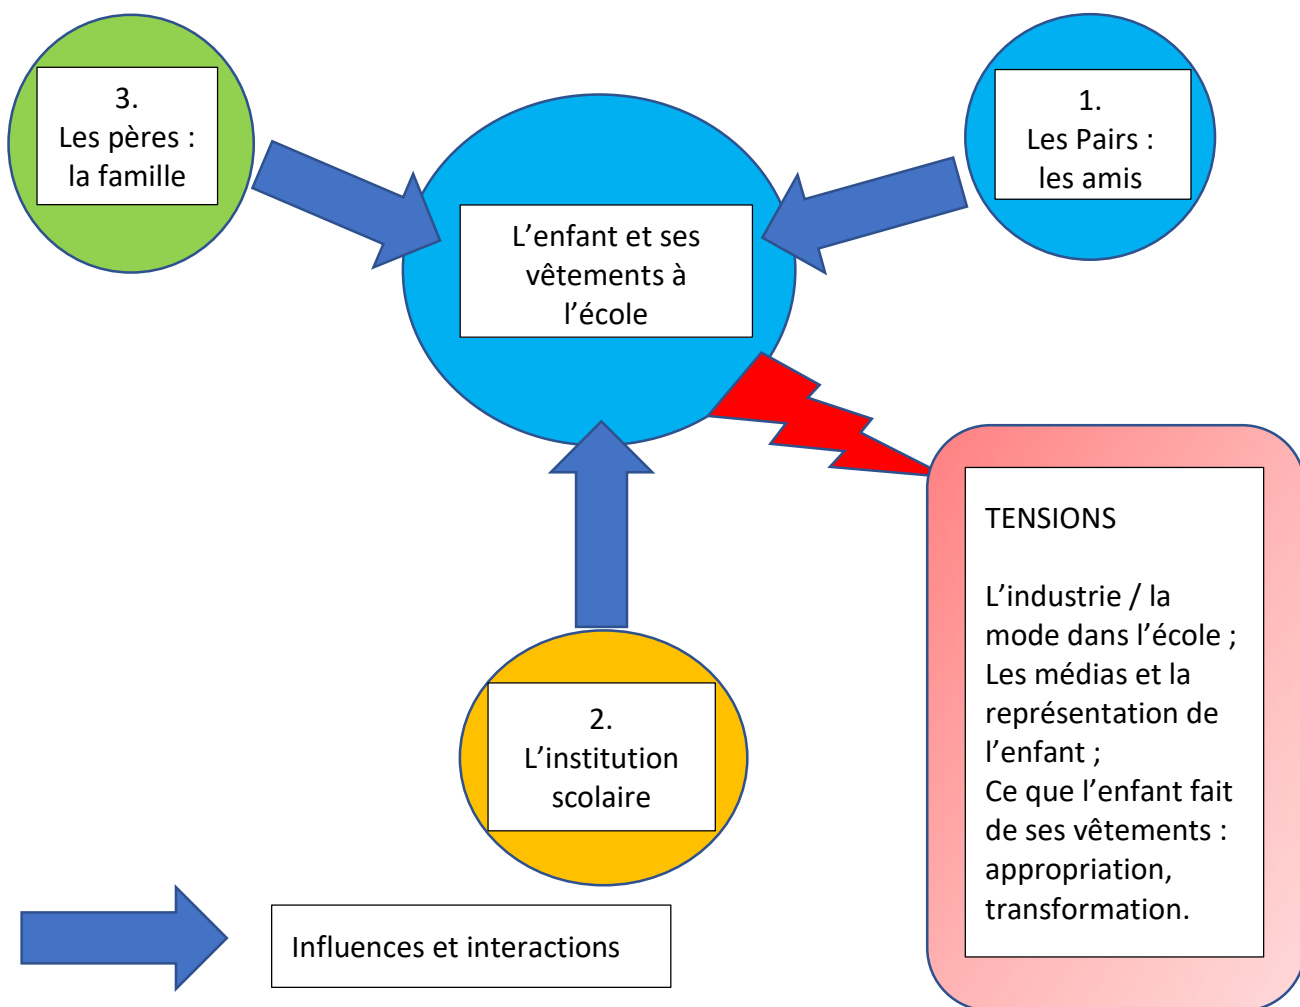 3.
Les pères :
la famille
1.
Les Pairs :
les amis
L’enfant et ses
vêtements à
l’école
TENSIONS
L’industrie / la
mode dans l’école ;
Les médias et la
représentation de
l’enfant ;
Ce que l’enfant fait
de ses vêtements :
appropriation,
transformation.
2.
L’institution
scolaire
Influences et interactions